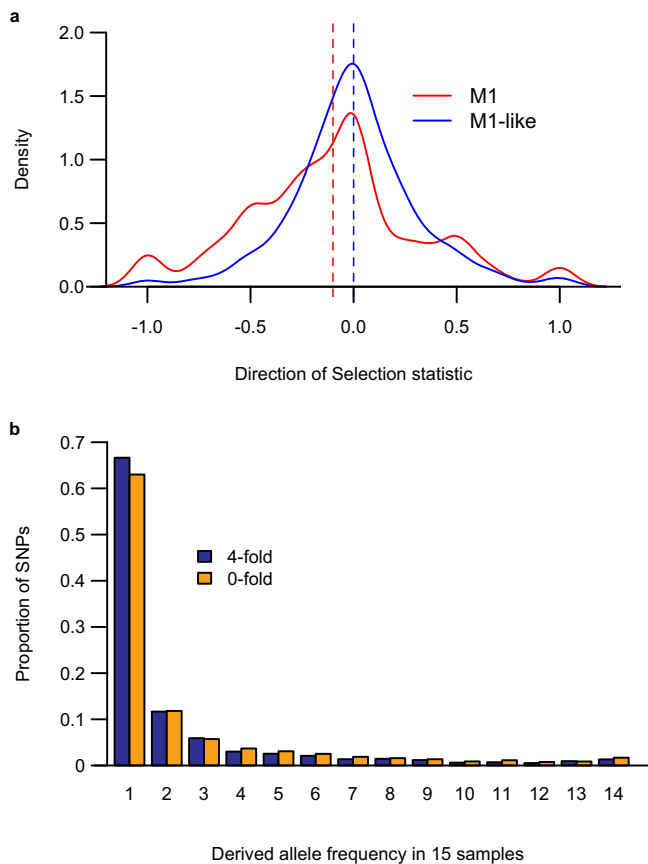 a
2.0
1.5
1.0
0.5
0.0
Density
M1
M1-like
-1.0 -0.5 0.0 0.5 1.0
Direction of Selection statistic
b
0.7
0.6
0.5
0.4
0.3
0.2
0.1
0
Proportion of SNPs
4-fold
0-fold
1 2 3 4 5 6 7 8 9 10 11 12 13 14
Derived allele frequency in 15 samples